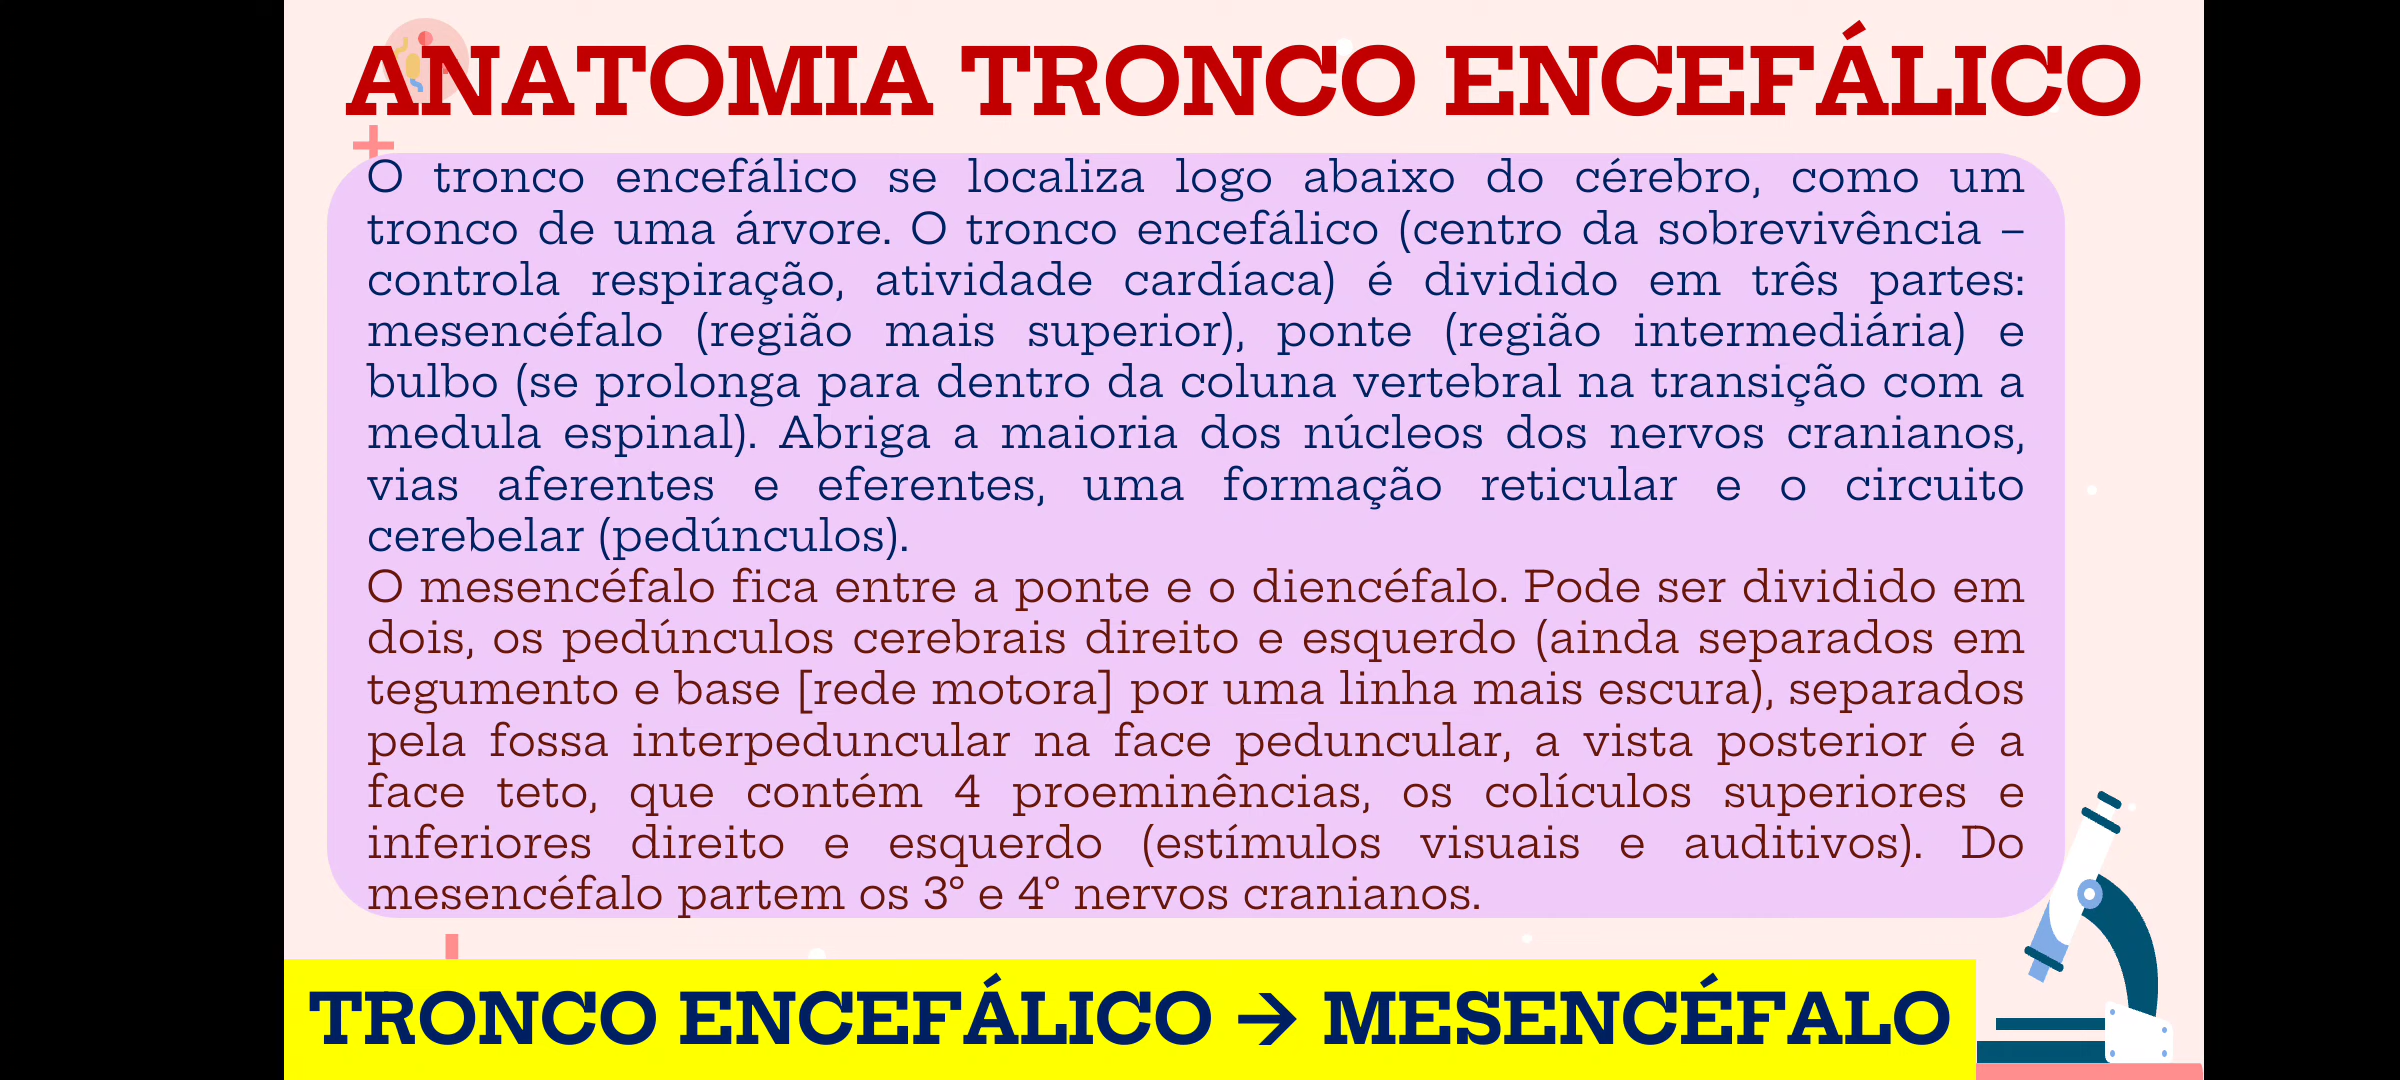 ANATOMIA TRONCO ENCEFÁLICO
O tronco encefálico se localiza logo abaixo do cérebro, como um
tronco de uma árvore. O tronco encefálico (centro da sobrevivência –
controla respiração, atividade cardíaca) é dividido em três partes:
mesencéfalo (região mais superior), ponte (região intermediária) e
bulbo (se prolonga para dentro da coluna vertebral na transição com a
medula espinal). Abriga a maioria dos núcleos dos nervos cranianos,
vias aferentes e eferentes, uma formação reticular e o circuito
cerebelar (pedúnculos).
O mesencéfalo fica entre a ponte e o diencéfalo. Pode ser dividido em
dois, os pedúnculos cerebrais direito e esquerdo (ainda separados em
tegumento e base [rede motora] por uma linha mais escura), separados
pela fossa interpeduncular na face peduncular, a vista posterior é a
face teto, que contém 4 proeminências, os colículos superiores e
inferiores direito e esquerdo (estímulos visuais e auditivos). Do
mesencéfalo partem os 3º e 4º nervos cranianos.
TRONCO ENCEFÁLICO → MESENCÉFALO